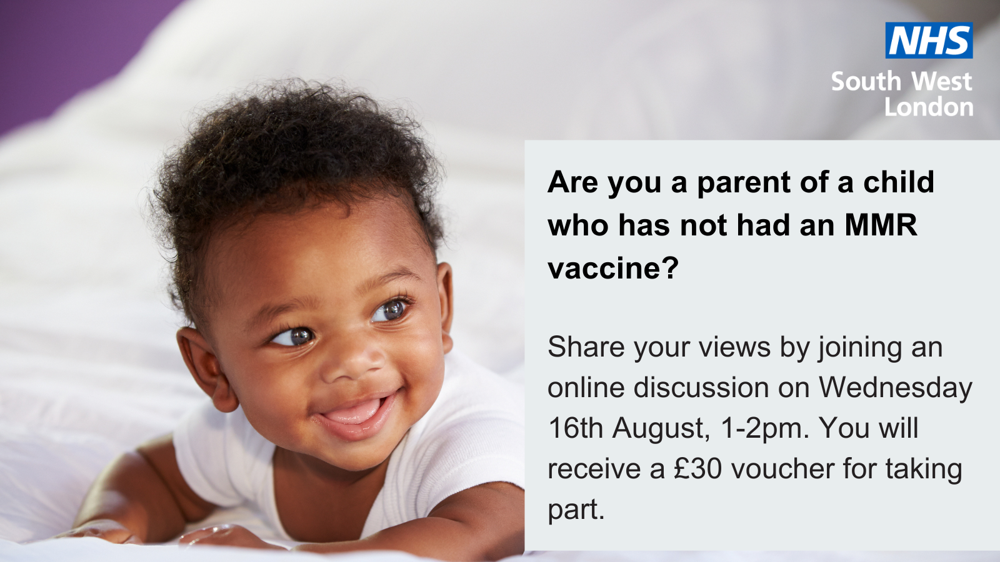 NHS
South West
London
Are you a parent of a child
who has not had an MMR
vaccine?
Share your views by joining an
online discussion on Wednesday
16th August, 1-2pm. You will
receive a £30 voucher for taking
part.